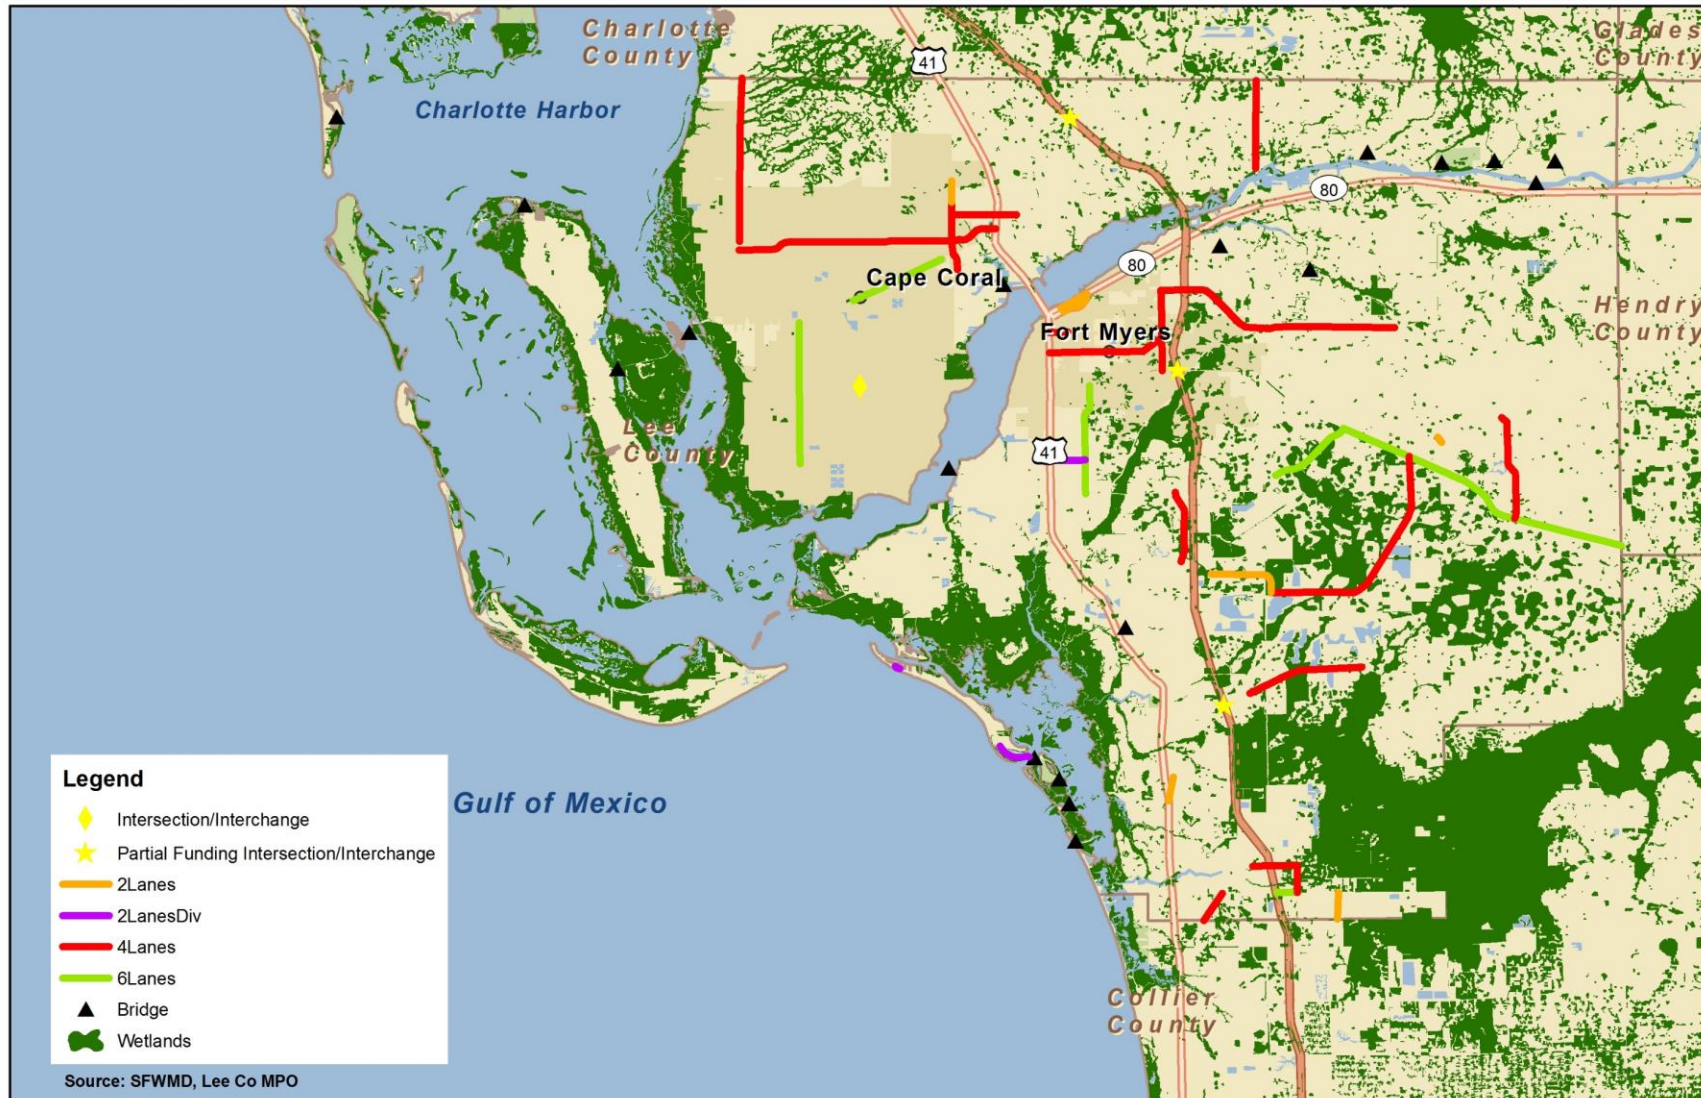 Charlotte
County
Glades
County
41
Charlotte Harbor
80
80
Cape Coral
Hendry
County
Fort Myers
Lee
County
41
Gulf of Mexico
Collier
County
Legend
Intersection/Interchange
Partial Funding Intersection/Interchange
2Lanes
2LanesDiv
4Lanes
6Lanes
Bridge
Wetlands
Source: SFWMD, Lee Co MPO